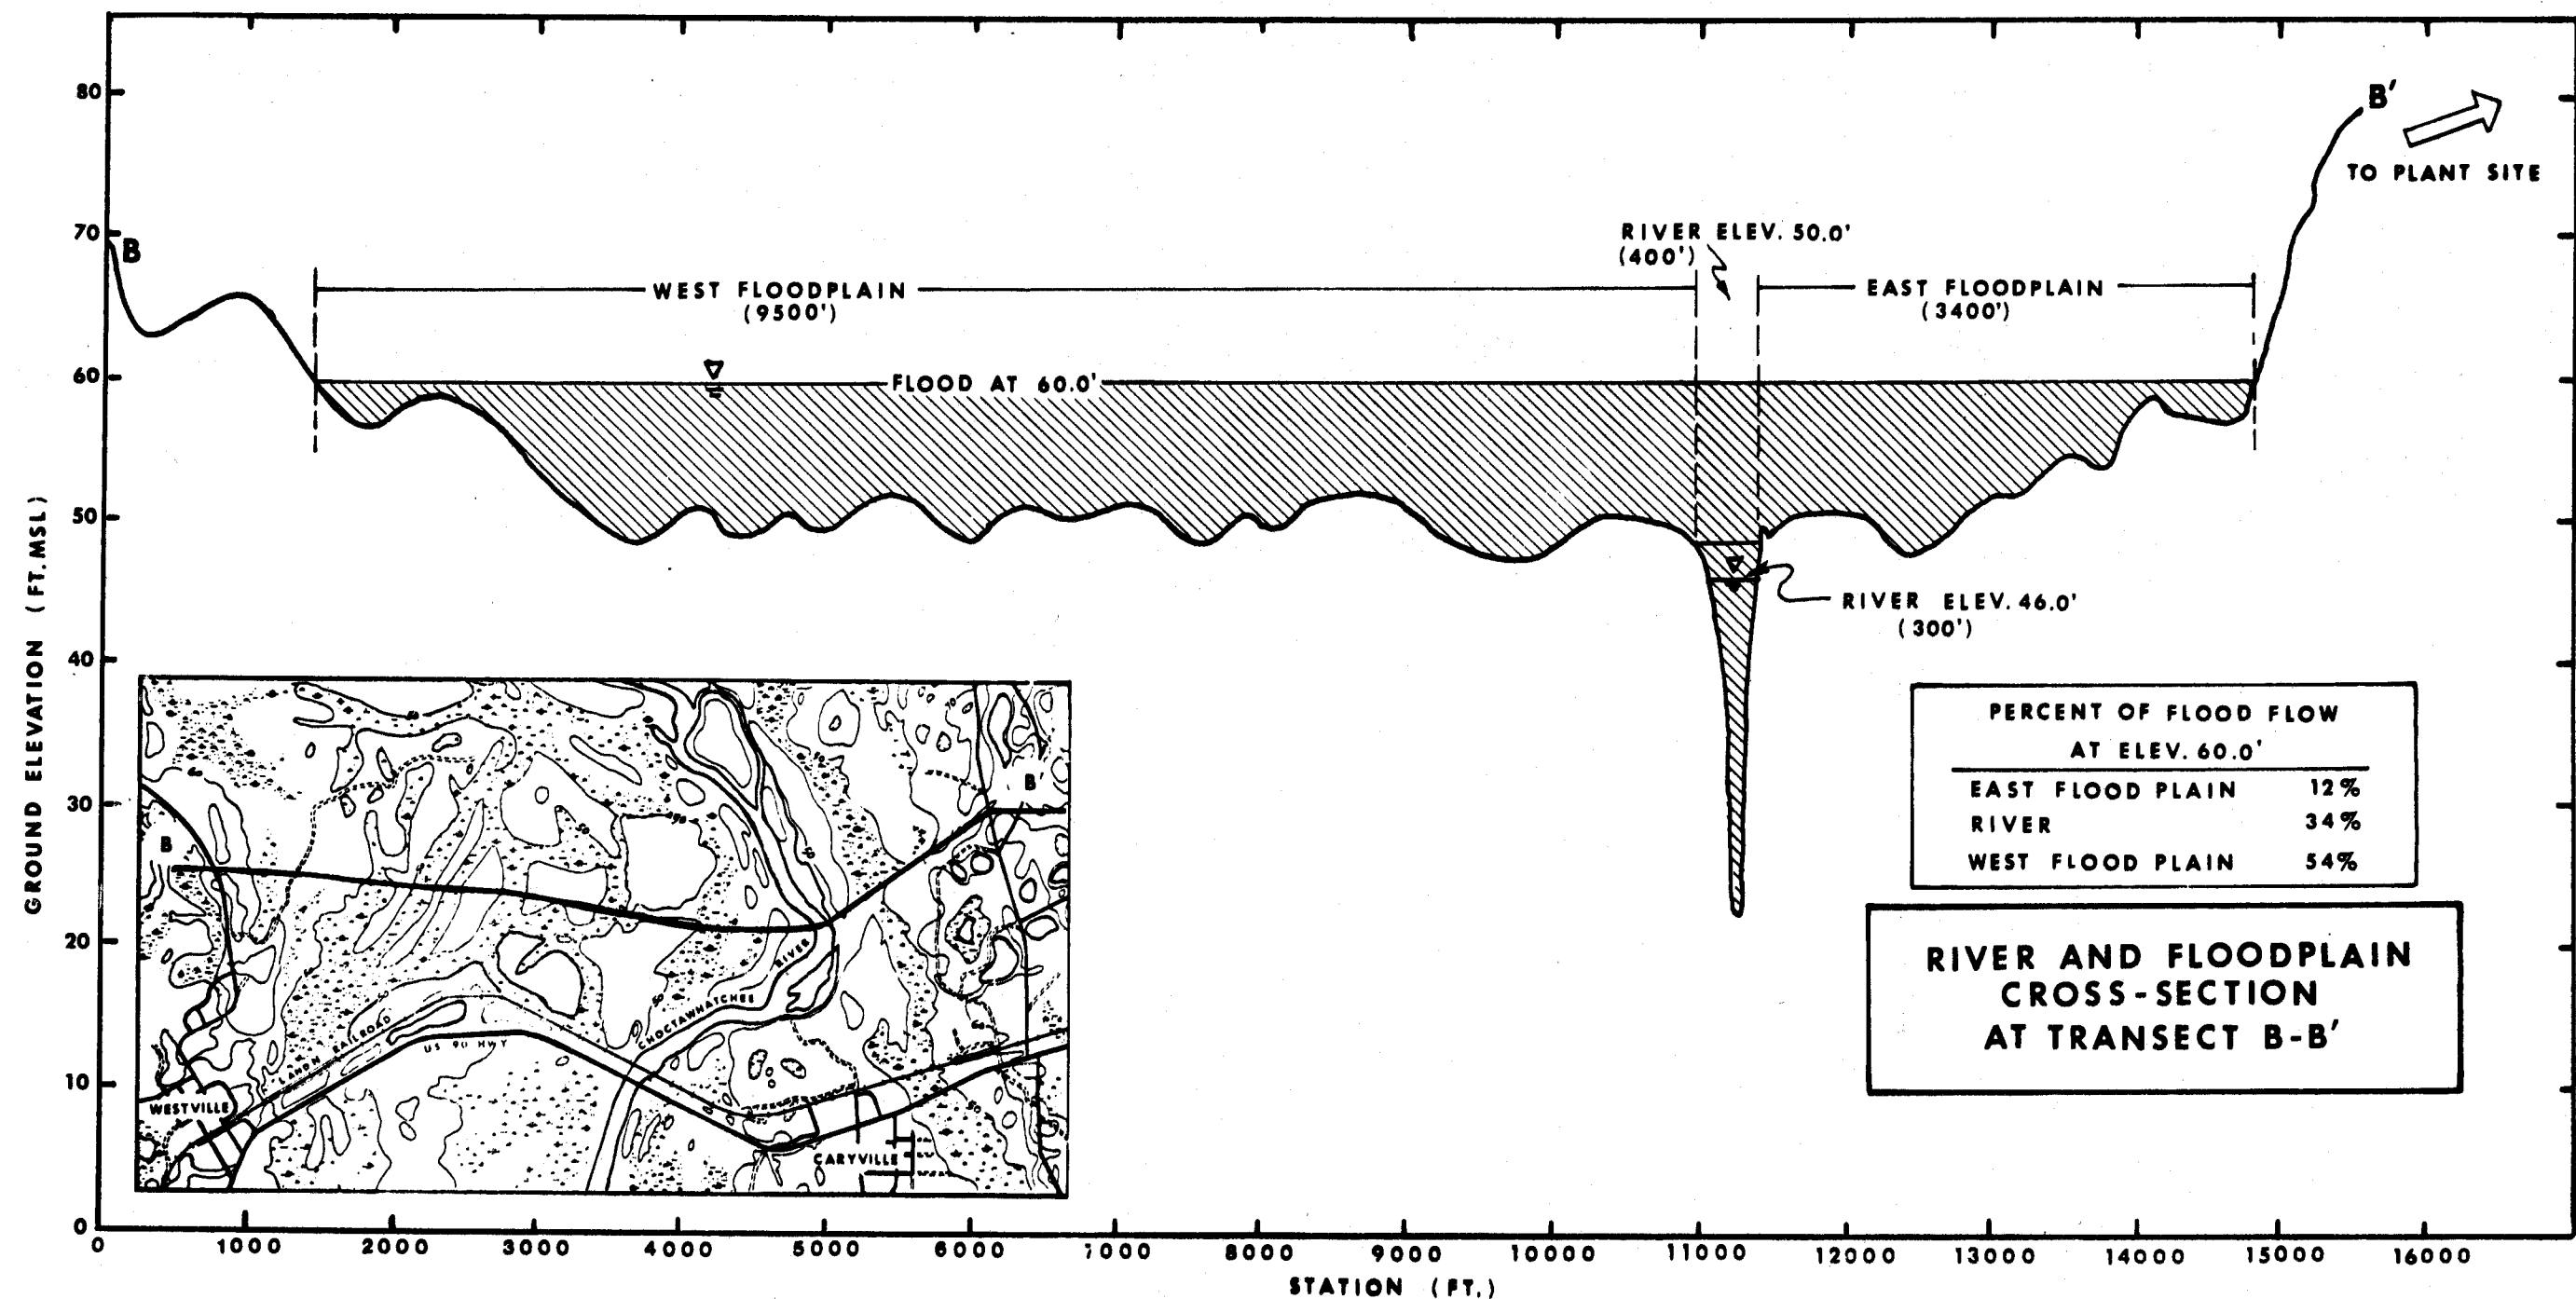 80
B'
TO PLANT SITE
70
B
RIVER ELEV. 50.0'
(400')
WEST FLOODPLAIN
(9500')
EAST FLOODPLAIN
(3400')
60
FLOOD AT 60.0'
50
RIVER ELEV. 46.0'
(300')
40
GROUND ELEVATION (FT. MSL)
PERCENT OF FLOOD FLOW
AT ELEV. 60.0'
EAST FLOOD PLAIN 12%
RIVER 34%
WEST FLOOD PLAIN 54%
30
B
B
20
RIVER
CHOCTAWHATCHEE
RAILROAD
US 90 HWY
WESTVILLE
CARYVILLE
RIVER AND FLOODPLAIN
CROSS-SECTION
AT TRANSECT B-B'
10
0
0 1000 2000 3000 4000 5000 6000 7000 8000 9000 10000 11000 12000 13000 14000 15000 16000
STATION (FT.)